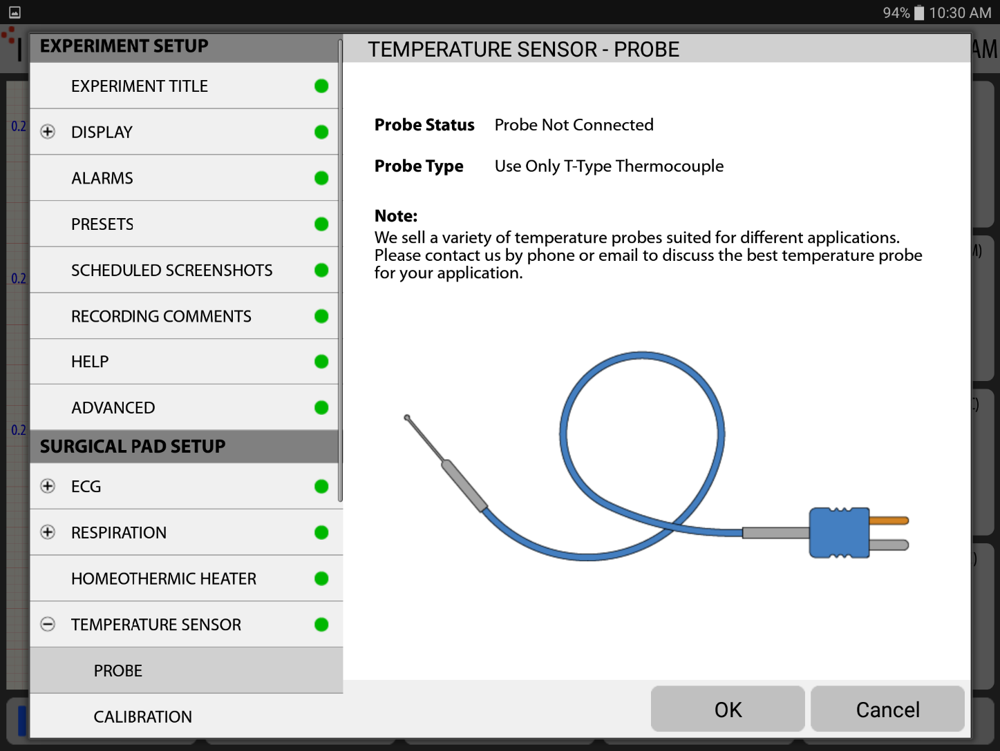 94% 10:30 AM
AM
EXPERIMENT SETUP
EXPERIMENT TITLE
DISPLAY
ALARMS
PRESETS
SCHEDULED SCREENSHOTS
RECORDING COMMENTS
HELP
ADVANCED
SURGICAL PAD SETUP
ECG
RESPIRATION
HOMEOTHERMIC HEATER
TEMPERATURE SENSOR
PROBE
CALIBRATION
0.2
0.2
0.2
TEMPERATURE SENSOR - PROBE
Probe Status Probe Not Connected
Probe Type Use Only T-Type Thermocouple
Note:
We sell a variety of temperature probes suited for different applications.
Please contact us by phone or email to discuss the best temperature probe
for your application.
OK Cancel